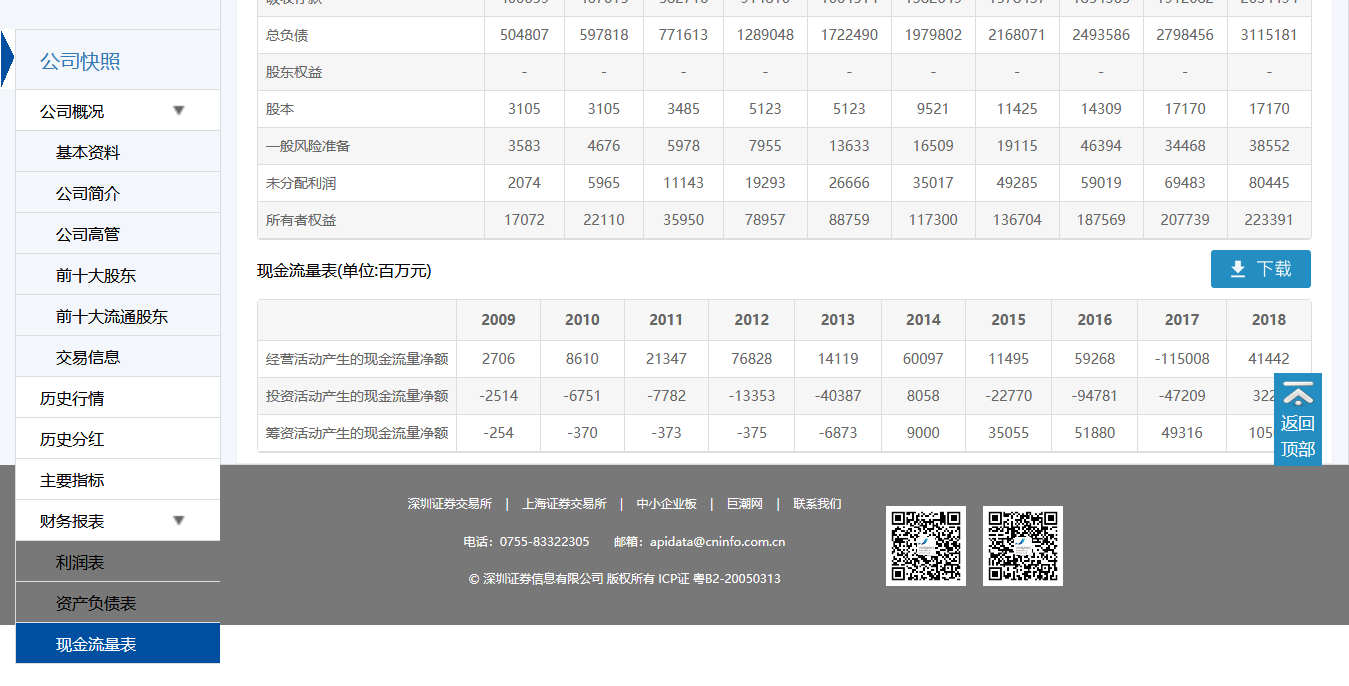 公司快照
公司概况
基本资料
公司简介
公司高管
前十大股东
前十大流通股东
交易信息
历史行情
历史分红
主要指标
财务报表
利润表
资产负债表
现金流量表
总负债 504807 597818 771613 1289048 1722490 1979802 2168071 2493586 2798456 3115181
股东权益 - - - - - - - - - -
股本 3105 3105 3485 5123 5123 9521 11425 14309 17170 17170
一般风险准备 3583 4676 5978 7955 13633 16509 19115 46394 34468 38552
未分配利润 2074 5965 11143 19293 26666 35017 49285 59019 69483 80445
所有者权益 17072 22110 35950 78957 88759 117300 136704 187569 207739 223391
现金流量表(单位:百万元) 下载
2009 2010 2011 2012 2013 2014 2015 2016 2017 2018
经营活动产生的现金流量净额 2706 8610 21347 76828 14119 60097 11495 59268 -115008 41442
投资活动产生的现金流量净额 -2514 -6751 -7782 -13353 -40387 8058 -22770 -94781 -47209
筹资活动产生的现金流量净额 -254 -370 -373 -375 -6873 9000 35055 51880 49316
返回
顶部
深圳证券交易所 | 上海证券交易所 | 中小企业板 | 巨潮网 | 联系我们
电话：0755-83322305 邮箱：apidata@cninfo.com.cn
© 深圳证券信息有限公司 版权所有 ICP证 粤B2-20050313